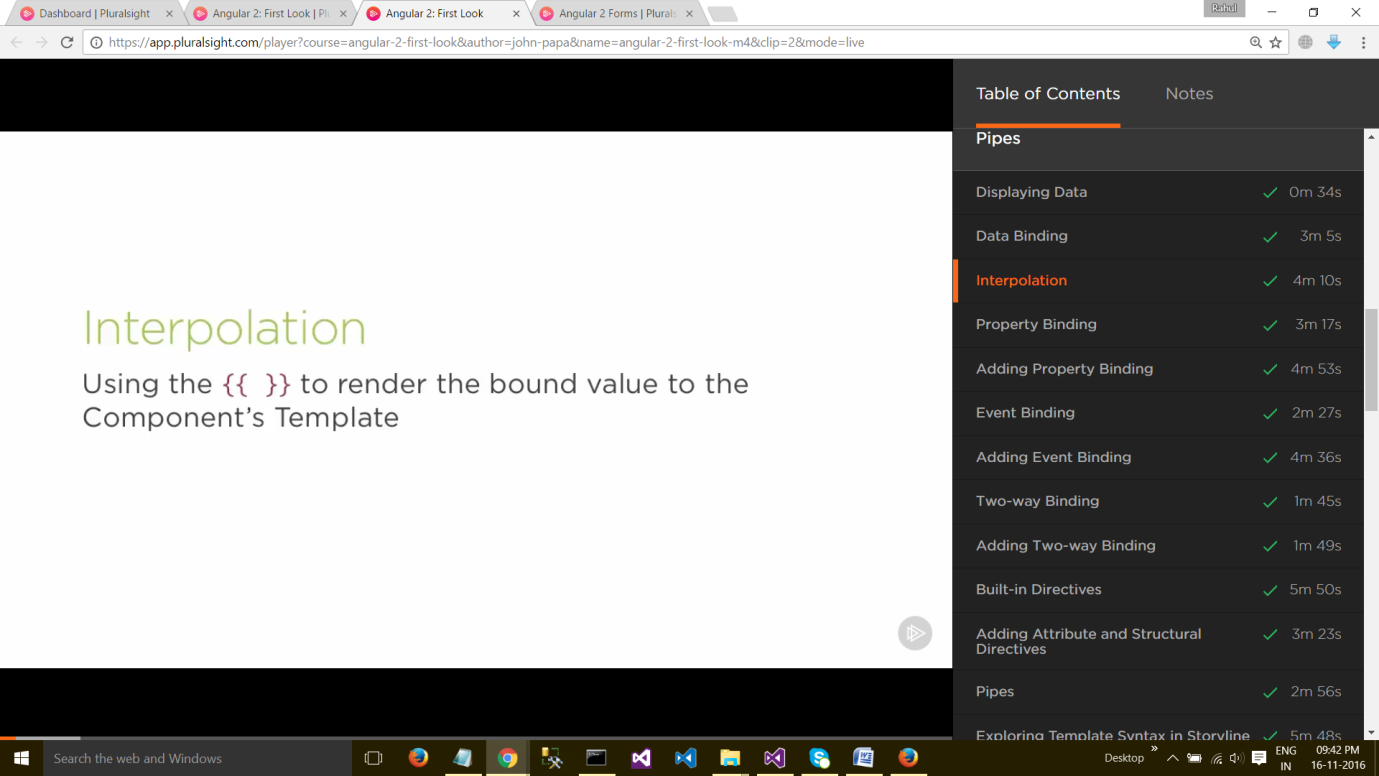 Dashboard | Pluralsight
Angular 2: First Look | Pl
Angular 2: First Look
Angular 2 Forms | Plurals
Rahul
https://app.pluralsight.com/player?course=angular-2-first-look&author=john-papa&name=angular-2-first-look-m4&clip=2&mode=live
Interpolation
Using the {{ }} to render the bound value to the
Component's Template
Table of Contents
Notes
Pipes
Displaying Data 0m 34s
Data Binding 3m 5s
Interpolation 4m 10s
Property Binding 3m 17s
Adding Property Binding 4m 53s
Event Binding 2m 27s
Adding Event Binding 4m 36s
Two-way Binding 1m 45s
Adding Two-way Binding 1m 49s
Built-in Directives 5m 50s
Adding Attribute and Structural 3m 23s
Directives
Pipes 2m 56s
Exploring Template Syntax in Storyline 5m 48s
Search the web and Windows
Desktop
ENG
IN
09:42 PM
16-11-2016